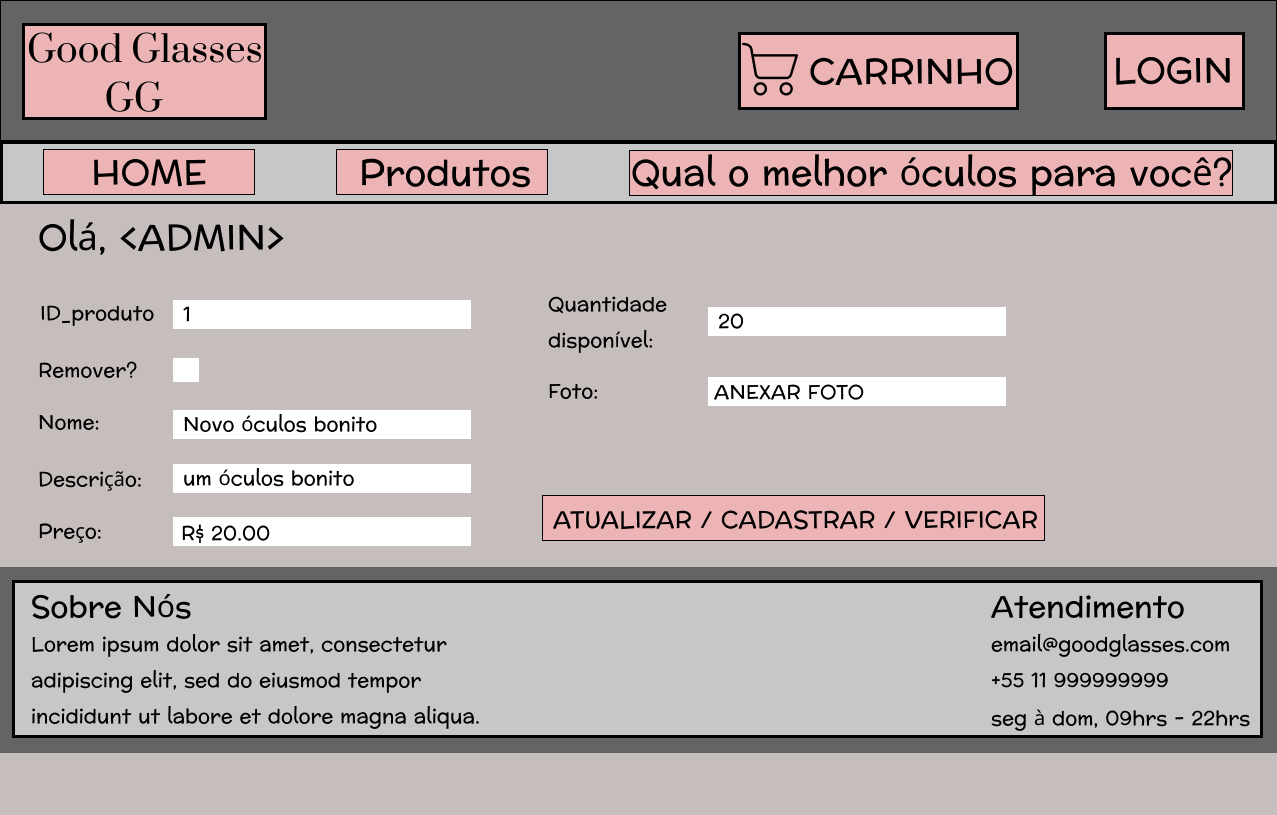 Good Glasses
GG
CARRINHO
LOGIN
HOME
Produtos
Qual o melhor óculos para você?
Olá, <ADMIN>
ID_produto
1
Remover?
Nome:
Novo óculos bonito
Descrição:
um óculos bonito
Preço:
R$ 20.00
Quantidade
disponível:
20
Foto:
ANEXAR FOTO
ATUALIZAR / CADASTRAR / VERIFICAR
Sobre Nós
Lorem ipsum dolor sit amet, consectetur
adipiscing elit, sed do eiusmod tempor
incididunt ut labore et dolore magna aliqua.
Atendimento
email@goodglasses.com
+55 11 999999999
seg à dom, 09hrs - 22hrs